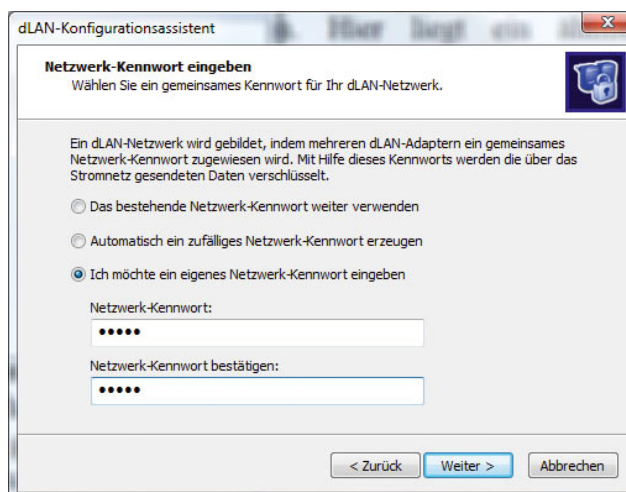 dLAN-Konfigurationsassistent
Hier liegt ein
Netzwerk-Kennwort eingeben
Wählen Sie ein gemeinsames Kennwort für Ihr dLAN-Netzwerk.
Ein dLAN-Netzwerk wird gebildet, indem mehreren dLAN-Adaptern ein gemeinsames
Netzwerk-Kennwort zugewiesen wird. Mit Hilfe dieses Kennworts werden die über das
Stromnetz gesendeten Daten verschlüsselt.
Das bestehende Netzwerk-Kennwort weiter verwenden
Automatisch ein zufälliges Netzwerk-Kennwort erzeugen
Ich möchte ein eigenes Netzwerk-Kennwort eingeben
Netzwerk-Kennwort:
•••••
Netzwerk-Kennwort bestätigen:
•••••
< Zurück Weiter > Abbrechen